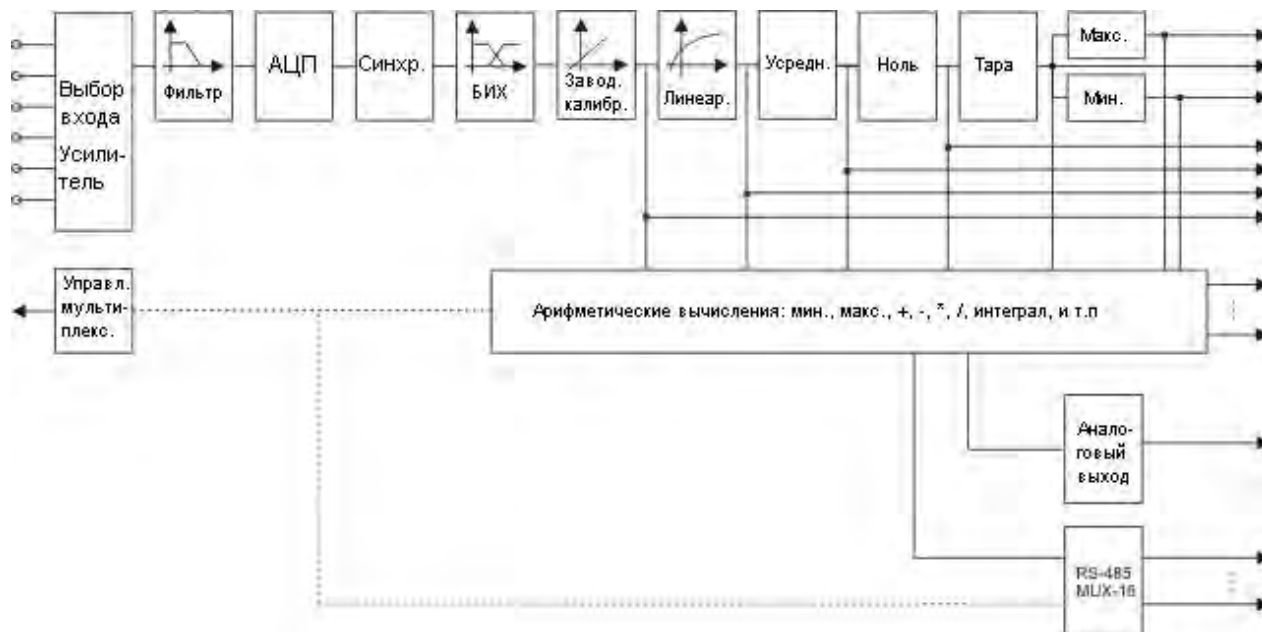 Выбор
входа
Усили-
тель
Фильтр
АЦП
Синхр.
БИХ
Завод.
калибр.
Линеар.
Усредн.
Ноль
Тара
Макс.
Мин.
Управл.
мульти-
плекс.
Арифметические вычисления: мин., макс., +, -, *, /, интеграл, и т.п
Анало-
говый
выход
RS-485
MUX-16